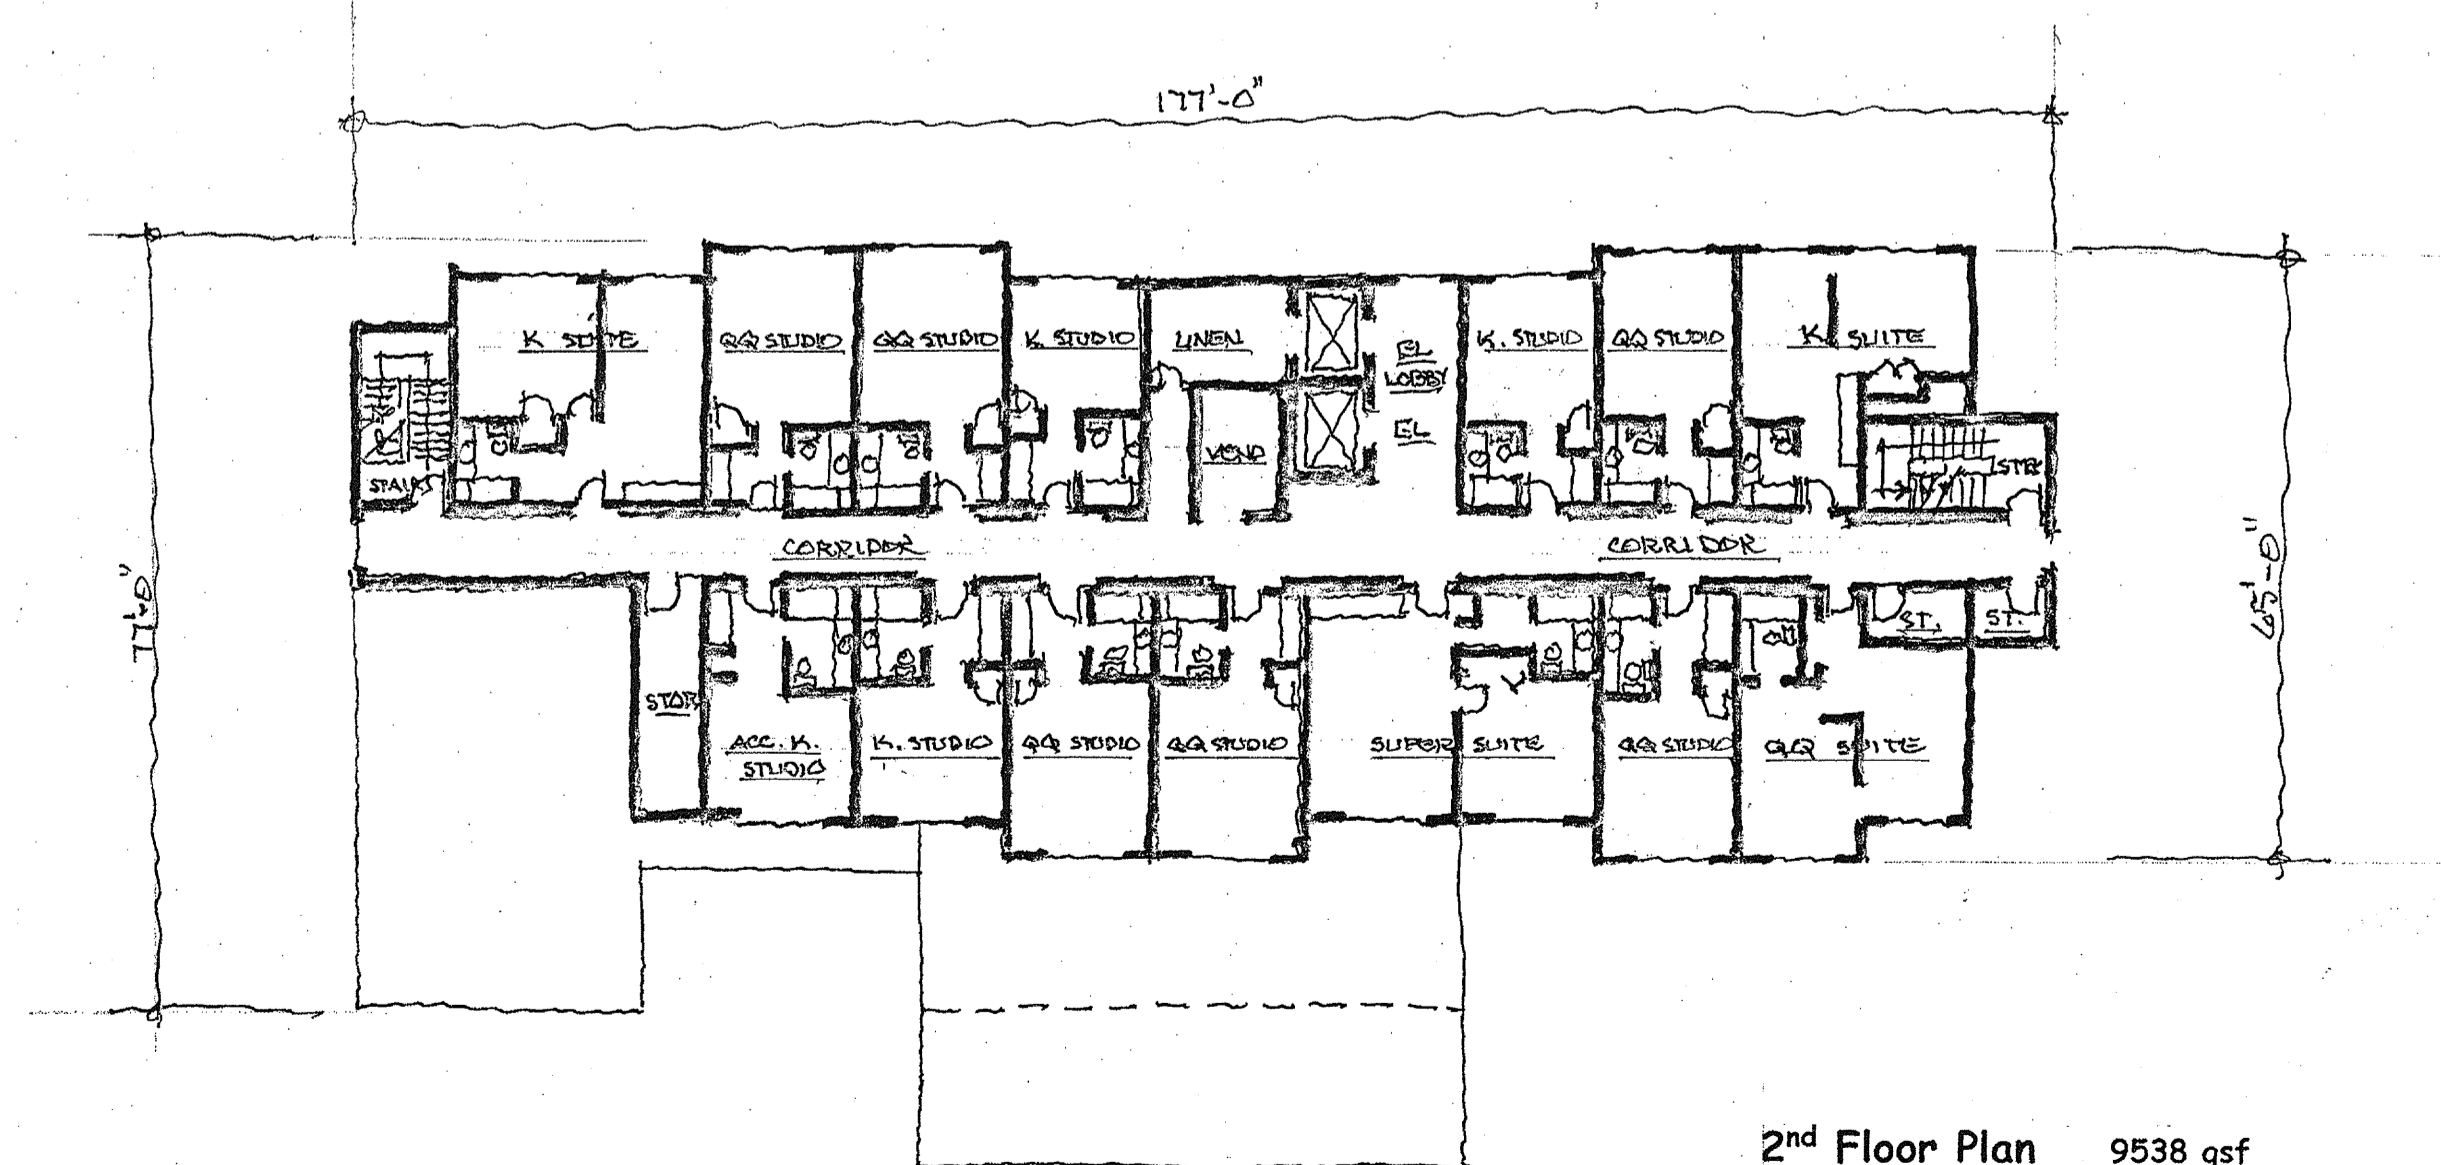 177'-0"
K SUITE
QQ STUDIO
QQ STUDIO
K. STUDIO
LINEN
EL
LOBBY
EL
K. STUDIO
QQ STUDIO
K. SUITE
VEND
STAIRS
CORRIDOR
CORRIDOR
77'-0"
65'-0"
STOR
ACC. K.
STUDIO
K. STUDIO
QQ STUDIO
QQ STUDIO
SUPER SUITE
QQ STUDIO
QQ SUITE
ST.
ST.
2nd Floor Plan 9538 gsf